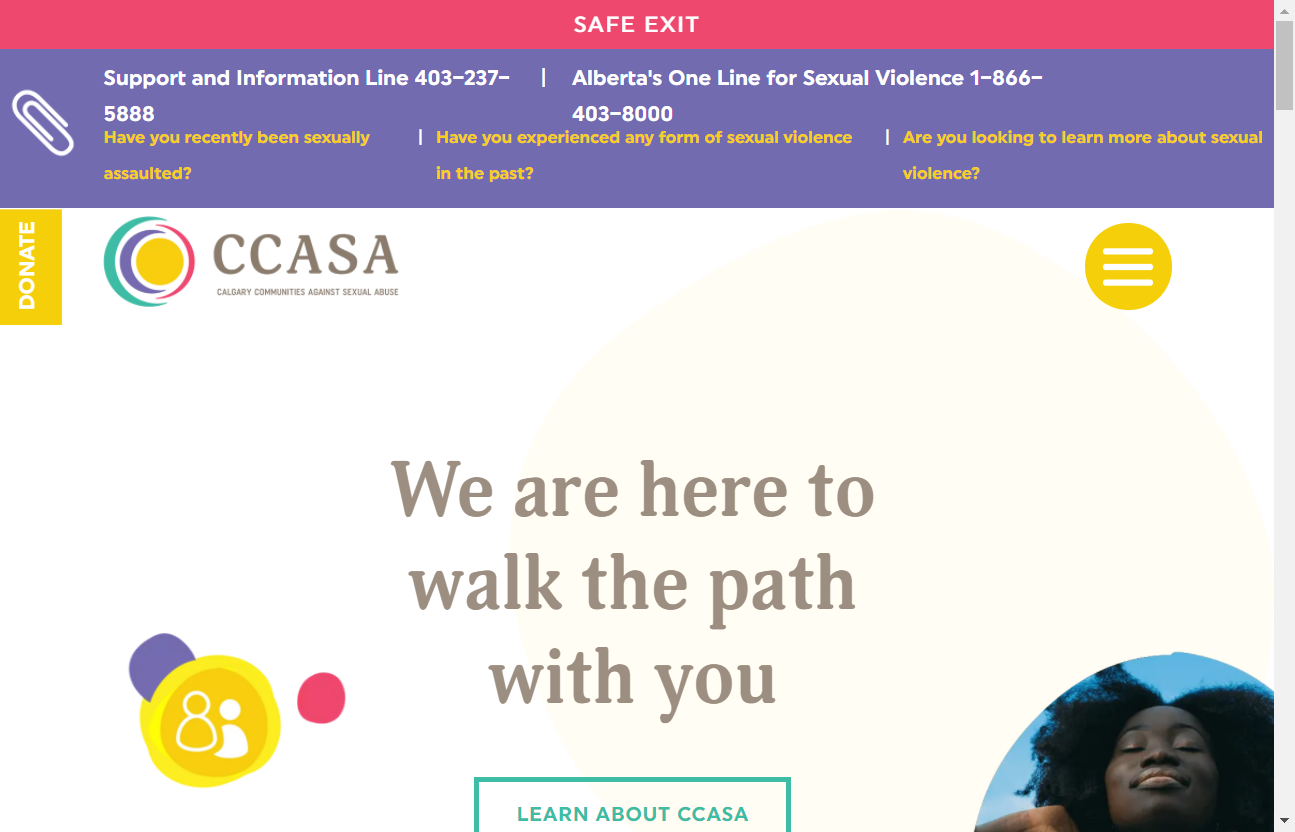 SAFE EXIT
Support and Information Line 403-237-
5888
|
Alberta's One Line for Sexual Violence 1-866-
403-8000
Have you recently been sexually
assaulted?
|
Have you experienced any form of sexual violence
in the past?
|
Are you looking to learn more about sexual
violence?
DONATE
CCASA
CALGARY COMMUNITIES AGAINST SEXUAL ABUSE
We are here to
walk the path
with you
LEARN ABOUT CCASA